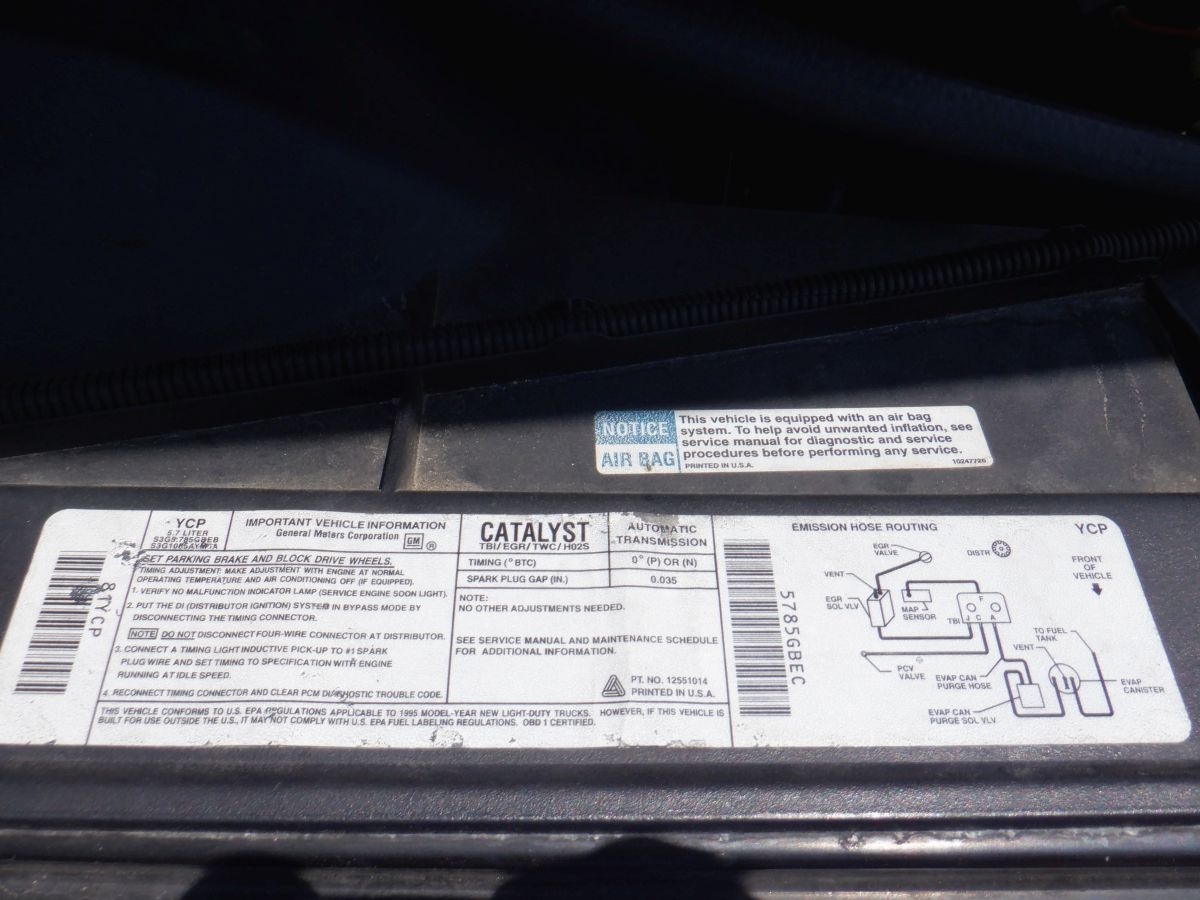 NOTICE
AIR BAG
This vehicle is equipped with an air bag
system. To help avoid unwanted inflation, see
service manual for diagnostic and service
procedures before performing any service.
PRINTED IN U.S.A.
10247726
8TYCP
YCP
5.7 LITER
IMPORTANT VEHICLE INFORMATION
General Motors Corporation GM ®
SET PARKING BRAKE AND BLOCK DRIVE WHEELS.
TIMING ADJUSTMENT: MAKE ADJUSTMENT WITH ENGINE AT NORMAL
OPERATING TEMPERATURE AND AIR CONDITIONING OFF (IF EQUIPPED).
1. VERIFY NO MALFUNCTION INDICATOR LAMP (SERVICE ENGINE SOON LIGHT).
2. PUT THE DI (DISTRIBUTOR IGNITION) SYSTEM IN BYPASS MODE BY
DISCONNECTING THE TIMING CONNECTOR.
NOTE DO NOT DISCONNECT FOUR-WIRE CONNECTOR AT DISTRIBUTOR.
3. CONNECT A TIMING LIGHT INDUCTIVE PICK-UP TO #1 SPARK
PLUG WIRE AND SET TIMING TO SPECIFICATION WITH ENGINE
RUNNING AT IDLE SPEED.
4. RECONNECT TIMING CONNECTOR AND CLEAR PCM DIAGNOSTIC TROUBLE CODE.
CATALYST
TBI/EGR/TWC/HO2S
AUTOMATIC
TRANSMISSION
TIMING (°BTC)
0° (P) OR (N)
SPARK PLUG GAP (IN.)
0.035
NOTE:
NO OTHER ADJUSTMENTS NEEDED.
SEE SERVICE MANUAL AND MAINTENANCE SCHEDULE
FOR ADDITIONAL INFORMATION.
PT. NO. 12551014
PRINTED IN U.S.A.
THIS VEHICLE CONFORMS TO U.S. EPA REGULATIONS APPLICABLE TO 1995 MODEL-YEAR NEW LIGHT-DUTY TRUCKS. HOWEVER, IF THIS VEHICLE IS
BUILT FOR USE OUTSIDE THE U.S., IT MAY NOT COMPLY WITH U.S. EPA FUEL LABELING REGULATIONS. OBD 1 CERTIFIED.
5785GBEC
EMISSION HOSE ROUTING
YCP
EGR
VALVE
DISTR
FRONT
OF
VEHICLE
VENT
EGR
SOL VLV
MAP
SENSOR
TBI
F
J C A
TO FUEL
TANK
VENT
PCV
VALVE
EVAP CAN
PURGE HOSE
EVAP
CANISTER
EVAP CAN
PURGE SOL VLV